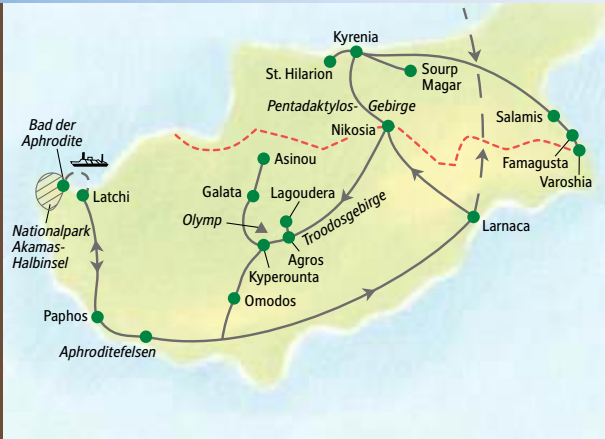 Kyrenia
St. Hilarion
Sourp
Magar
Pentadaktylos- Gebirge
Nikosia
Salamis
Famagusta
Varoshia
Bad der
Aphrodite
Latchi
Nationalpark
Akamas-
Halbinsel
Asinou
Galata
Lagoudera
Olymp
Troodosgebirge
Agros
Kyperounta
Larnaca
Omodos
Paphos
Aphroditefelsen